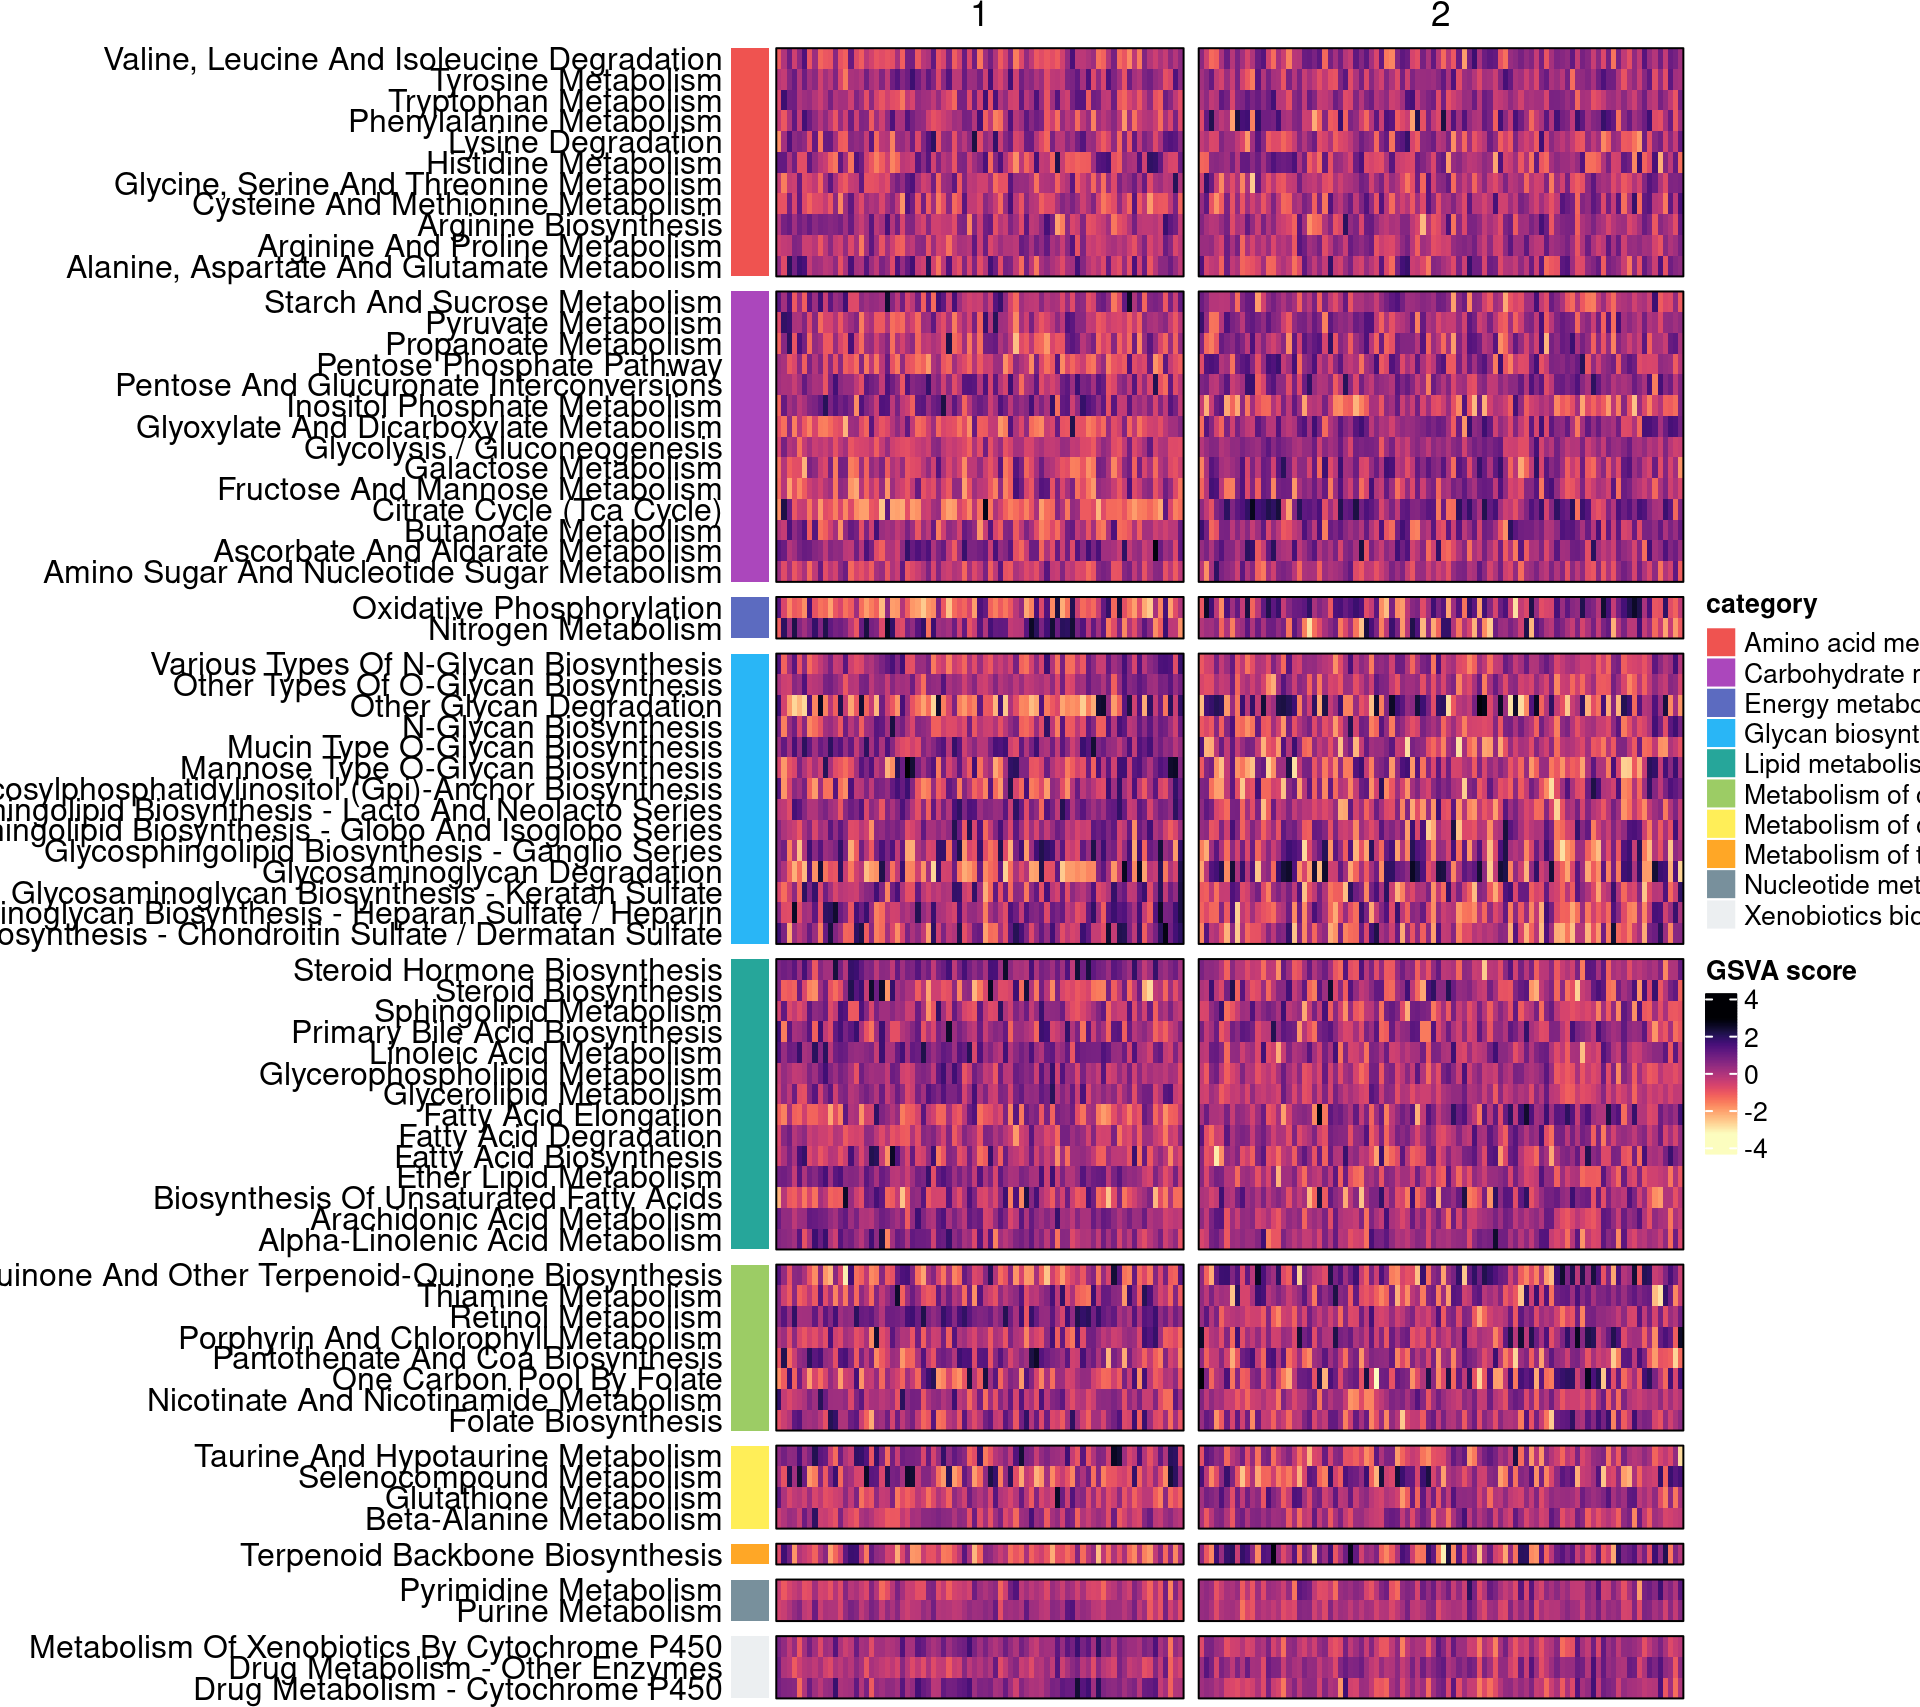 1 2
Valine, Leucine And Isoleucine Degradation
Tyrosine Metabolism
Tryptophan Metabolism
Phenylalanine Metabolism
Lysine Degradation
Histidine Metabolism
Glycine, Serine And Threonine Metabolism
Cysteine And Methionine Metabolism
Arginine Biosynthesis
Arginine And Proline Metabolism
Alanine, Aspartate And Glutamate Metabolism
Starch And Sucrose Metabolism
Pyruvate Metabolism
Propanoate Metabolism
Pentose Phosphate Pathway
Pentose And Glucuronate Interconversions
Inositol Phosphate Metabolism
Glyoxylate And Dicarboxylate Metabolism
Glycolysis / Gluconeogenesis
Galactose Metabolism
Fructose And Mannose Metabolism
Citrate Cycle (Tca Cycle)
Butanoate Metabolism
Ascorbate And Aldarate Metabolism
Amino Sugar And Nucleotide Sugar Metabolism
Oxidative Phosphorylation
Nitrogen Metabolism
Various Types Of N-Glycan Biosynthesis
Other Types Of O-Glycan Biosynthesis
Other Glycan Degradation
N-Glycan Biosynthesis
Mucin Type O-Glycan Biosynthesis
Mannose Type O-Glycan Biosynthesis
cosylphosphatidylinositol (Gpi)-Anchor Biosynthesis
ingolipid Biosynthesis - Lacto And Neolacto Series
ingolipid Biosynthesis - Globo And Isoglobo Series
Glycosphingolipid Biosynthesis - Ganglio Series
Glycosaminoglycan Degradation
Glycosaminoglycan Biosynthesis - Keratan Sulfate
inoglycan Biosynthesis - Heparan Sulfate / Heparin
osynthesis - Chondroitin Sulfate / Dermatan Sulfate
Steroid Hormone Biosynthesis
Steroid Biosynthesis
Sphingolipid Metabolism
Primary Bile Acid Biosynthesis
Linoleic Acid Metabolism
Glycerophospholipid Metabolism
Glycerolipid Metabolism
Fatty Acid Elongation
Fatty Acid Degradation
Fatty Acid Biosynthesis
Ether Lipid Metabolism
Biosynthesis Of Unsaturated Fatty Acids
Arachidonic Acid Metabolism
Alpha-Linolenic Acid Metabolism
uinone And Other Terpenoid-Quinone Biosynthesis
Thiamine Metabolism
Retinol Metabolism
Porphyrin And Chlorophyll Metabolism
Pantothenate And Coa Biosynthesis
One Carbon Pool By Folate
Nicotinate And Nicotinamide Metabolism
Folate Biosynthesis
Taurine And Hypotaurine Metabolism
Selenocompound Metabolism
Glutathione Metabolism
Beta-Alanine Metabolism
Terpenoid Backbone Biosynthesis
Pyrimidine Metabolism
Purine Metabolism
Metabolism Of Xenobiotics By Cytochrome P450
Drug Metabolism - Other Enzymes
Drug Metabolism - Cytochrome P450
category
Amino acid me
Carbohydrate
Energy metabo
Glycan biosynt
Lipid metabolis
Metabolism of
Metabolism of
Metabolism of t
Nucleotide met
Xenobiotics bio
GSVA score
4
2
0
-2
-4